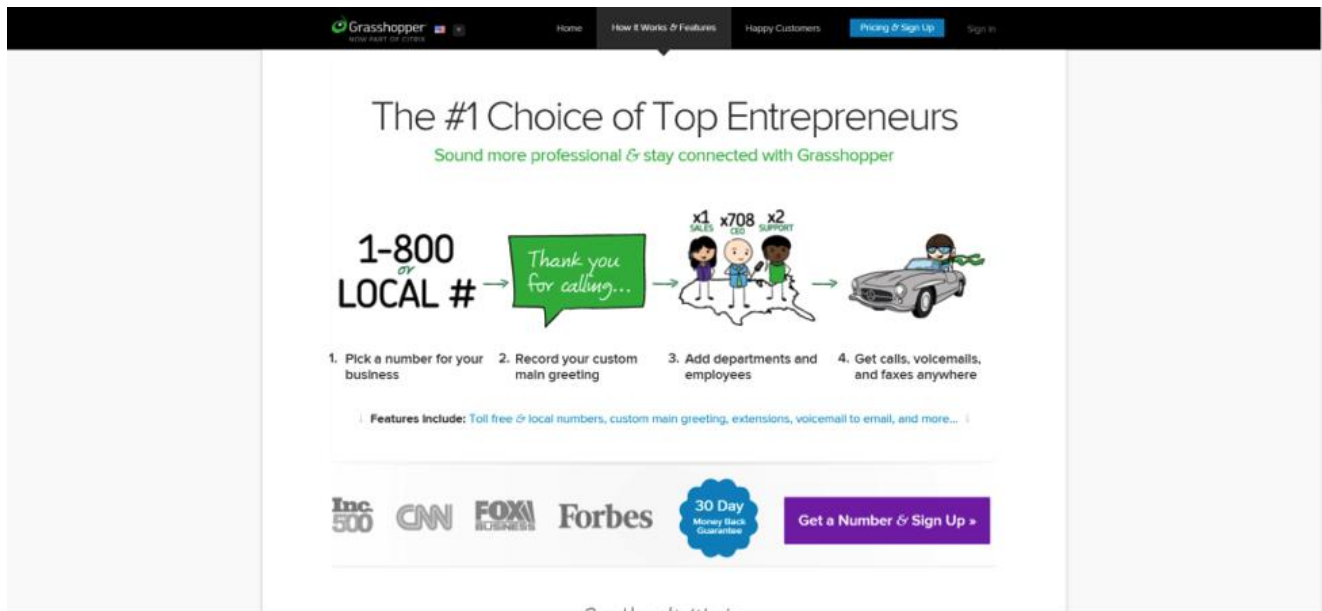 Grasshopper
NOW PART OF CITRIX
Home
How It Works & Features
Happy Customers
Pricing & Sign Up
Sign In
The #1 Choice of Top Entrepreneurs
Sound more professional & stay connected with Grasshopper
1-800
or
LOCAL #
Thank you
for calling...
x1 x708 x2
SALES CEO SUPPORT
1. Pick a number for your
business
2. Record your custom
main greeting
3. Add departments and
employees
4. Get calls, voicemails,
and faxes anywhere
Features Include: Toll free & local numbers, custom main greeting, extensions, voicemail to email, and more...
Inc.
500
CNN
FOX
BUSINESS
Forbes
30 Day
Money Back
Guarantee
Get a Number & Sign Up »